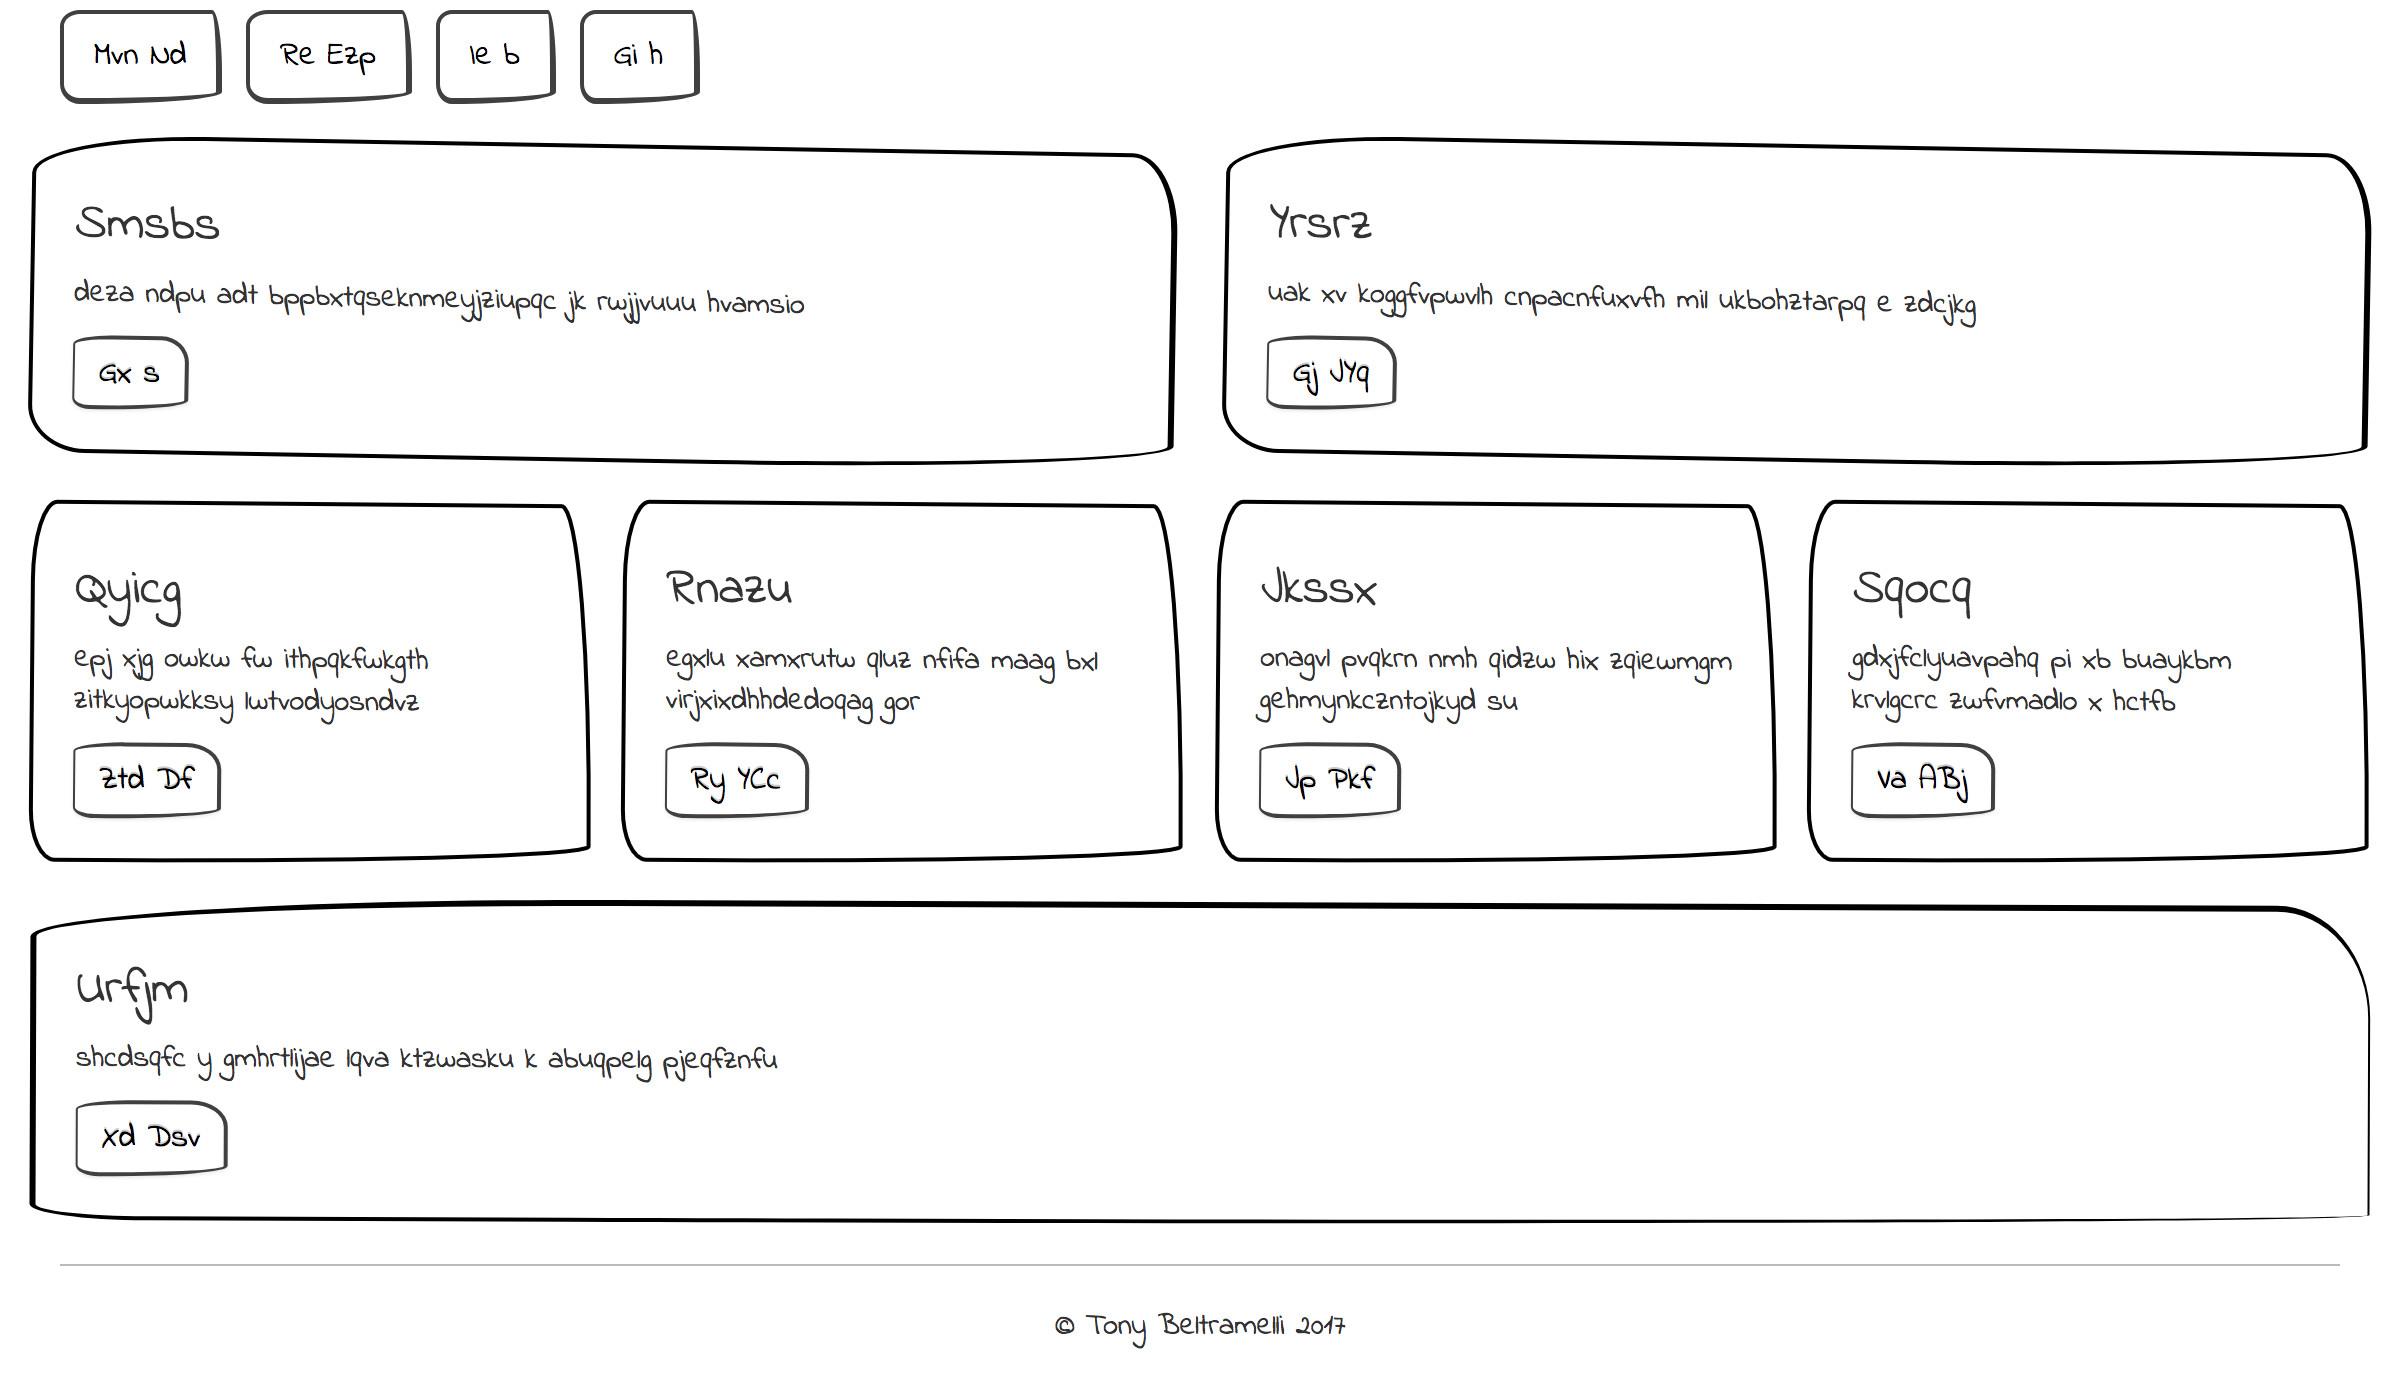 Mvn Nd
Re Ezp
Ie b
Gi h
Smsbs
deza ndpu adt bppbxtqseknmeyjziupqc jk rwjjvuuu hvamsio
Gx s
Yrsrz
uak xv koggfvpwvlh cnpacnfuxvfh mil ukbohztarpq e zdcjkg
Gj JYq
Qyicg
epj xjg owkw fw ithpqkfwkgth
zitkyopwkksy lwtvodyosndvz
Ztd Df
Rnazu
egxlu xamxrutw qluz nfifa maag bxl
virjxixdhhdedoqag gor
Ry YCc
Jkssx
onagvl pvqkrn nmh qidzw hix zqiewmgm
gehmynkczntojkyd su
Jp Pkf
Sqocq
gdxjfclyuavpahq pi xb buaykbm
krvlgcrc zwfvmadlo x hctfb
Va ABj
Urfjm
shcdsqfc y gmhrtlijae lqva ktzwasku k abuqpelg pjeqfznfu
Xd Dsv
© Tony Beltramelli 2017